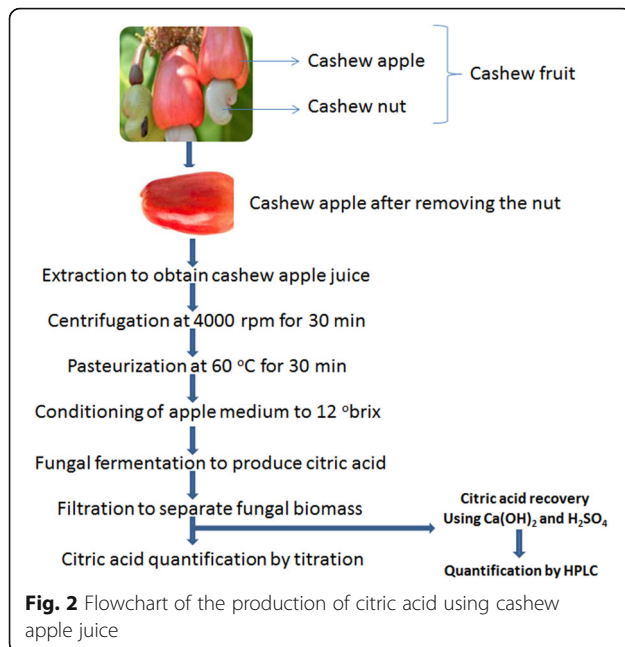 Cashew apple
Cashew nut
Cashew fruit
Cashew apple after removing the nut
Extraction to obtain cashew apple juice
Centrifugation at 4000 rpm for 30 min
Pasteurization at 60 °C for 30 min
Conditioning of apple medium to 12 °brix
Fungal fermentation to produce citric acid
Filtration to separate fungal biomass
Citric acid quantification by titration
Citric acid recovery
Using Ca(OH)₂ and H₂SO₄
Quantification by HPLC
Fig. 2 Flowchart of the production of citric acid using cashew
apple juice